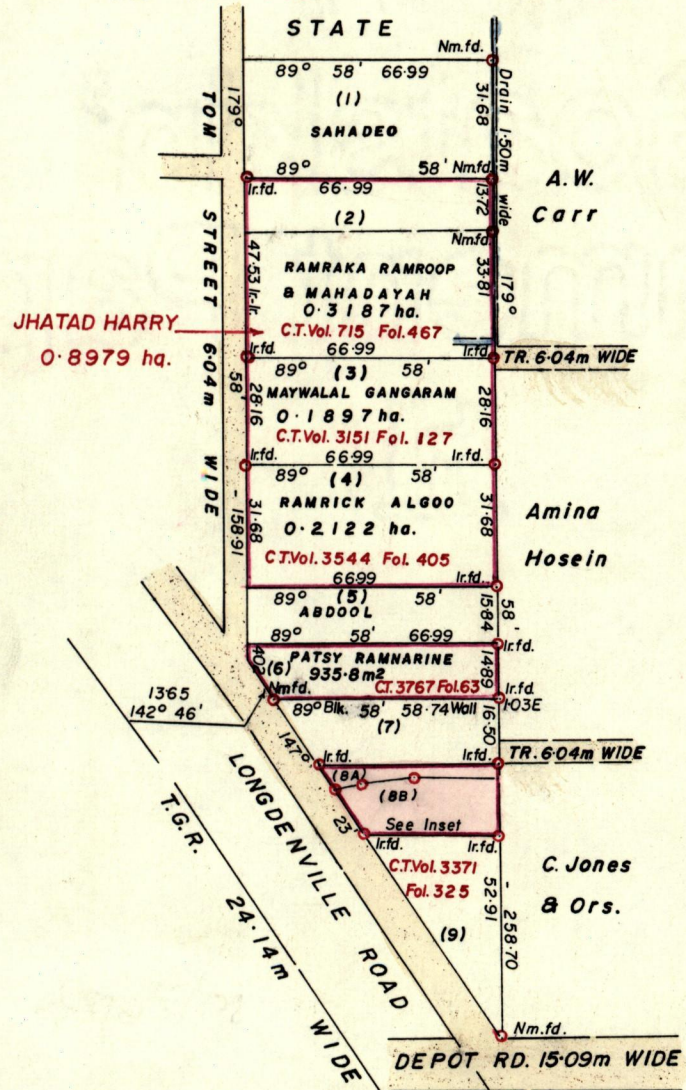 STATE
Nm.fd.
89° 58' 66·99
(1)
SAHADEO
31·68
Drain 1·50m wide
179°
TOM STREET 6·04m WIDE
179° 58' - 158·91
89° 58' Nm.fd.
Ir.fd. 66·99
13·72
A.W.
Carr
(2)
Nm.fd.
47·53 Ir.-Ir.
RAMRAKA RAMROOP
& MAHADAYAH
0·3187 ha.
33·81
JHATAD HARRY
0·8979 ha.
C.T.Vol. 715 Fol.467
Ir.fd. 66·99 Ir.fd.
TR. 6·04m WIDE
89° (3) 58'
28·16
MAYWALAL GANGARAM
0·1897 ha.
28·16
C.T.Vol. 3151 Fol. 127
Ir.fd. 66·99 Ir.fd.
89° (4) 58'
31·68
RAMRICK ALGOO
0·2122 ha.
31·68
Amina
Hosein
C.T.Vol. 3544 Fol. 405
66·99 Ir.fd.
89° (5) 58'
ABDOOL
15·84
58'
89° 58' 66·99
Ir.fd.
4·02
(6)
PATSY RAMNARINE
935·8m2
14·89
C.T. 3767 Fol.63
Nm.fd.
Ir.fd.
1·03E
13·65
142° 46'
89° Blk. 58' 58·74 Wall
(7)
16·50
147°
Ir.fd. Ir.fd.
TR. 6·04m WIDE
(8A)
(8B)
23'
See Inset
Ir.fd. Ir.fd.
LONGDENVILLE ROAD
T.G.R. 24·14m WIDE
C.T.Vol. 3371
Fol. 325
52·91
- 258·70
C. Jones
& Ors.
(9)
Nm.fd.
DEPOT RD. 15·09m WIDE